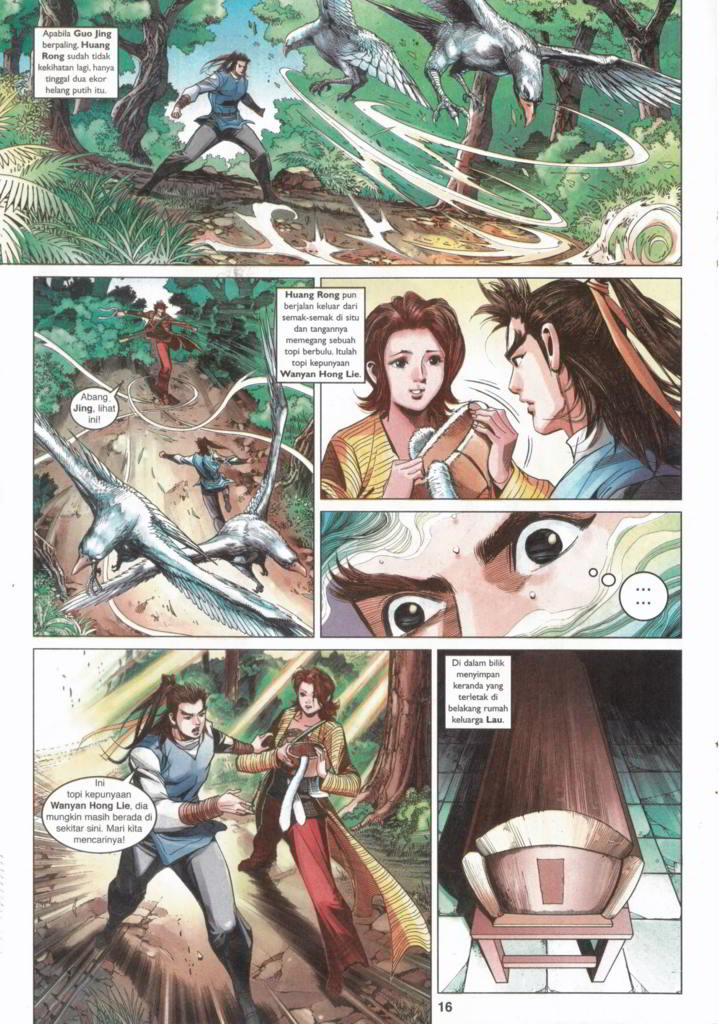 Apabila Guo Jing
berpaling, Huang
Rong sudah tidak
kekihatan lagi, hanya
tinggal dua ekor
helang putih itu.
Abang
Jing, lihat
ini!
Huang Rong pun
berjalan keluar dari
semak-semak di situ
dan tangannya
memegang sebuah
topi berbulu. Itulah
topi kepunyaan
Wanyan Hong Lie.
... 
...
Ini
topi kepunyaan
Wanyan Hong Lie, dia
mungkin masih berada di
sekitar sini. Mari kita
mencarinya!
Di dalam bilik
menyimpan
keranda yang
terletak di
belakang rumah
keluarga Lau.
16